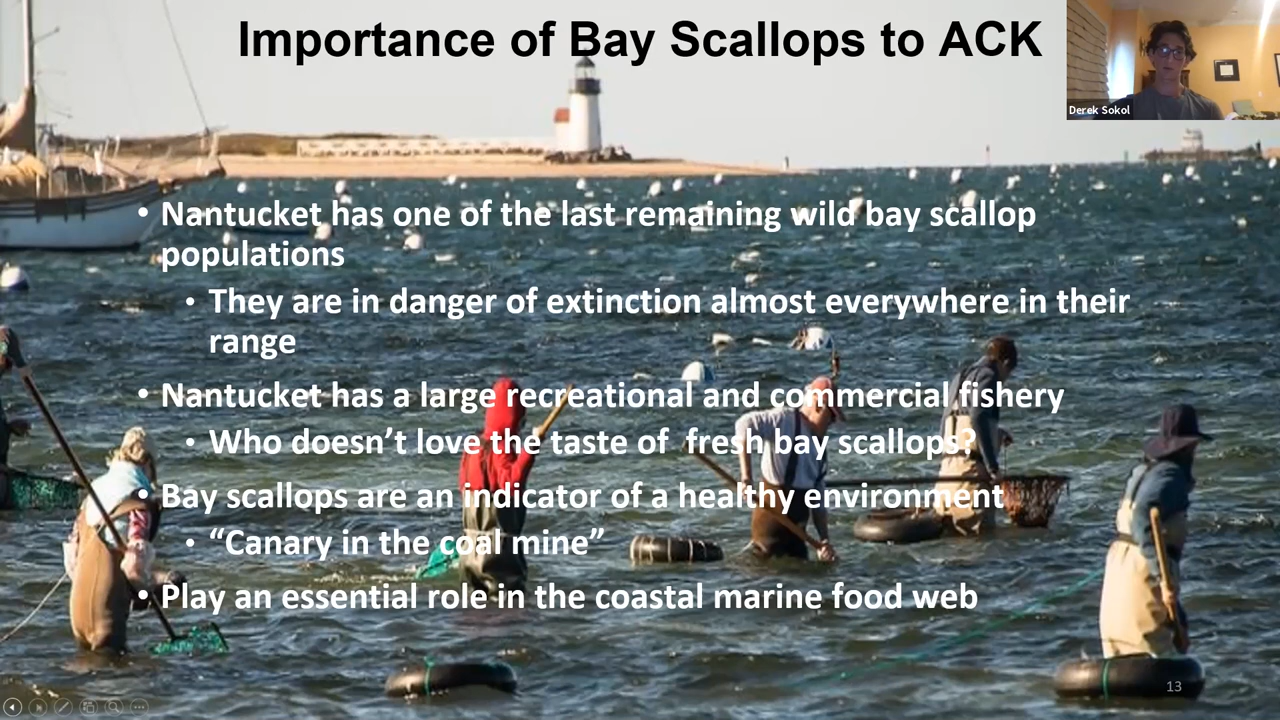 Importance of Bay Scallops to ACK
Derek Sokol
• Nantucket has one of the last remaining wild bay scallop
populations
• They are in danger of extinction almost everywhere in their
range
• Nantucket has a large recreational and commercial fishery
• Who doesn’t love the taste of  fresh bay scallops?
• Bay scallops are an indicator of a healthy environment
• “Canary in the coal mine”
• Play an essential role in the coastal marine food web
13